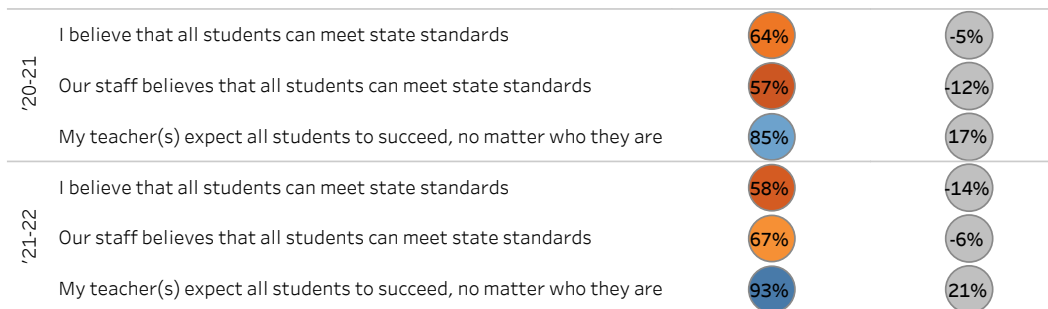 '20-21
I believe that all students can meet state standards 64% -5%
Our staff believes that all students can meet state standards 57% -12%
My teacher(s) expect all students to succeed, no matter who they are 85% 17%
'21-22
I believe that all students can meet state standards 58% -14%
Our staff believes that all students can meet state standards 67% -6%
My teacher(s) expect all students to succeed, no matter who they are 93% 21%